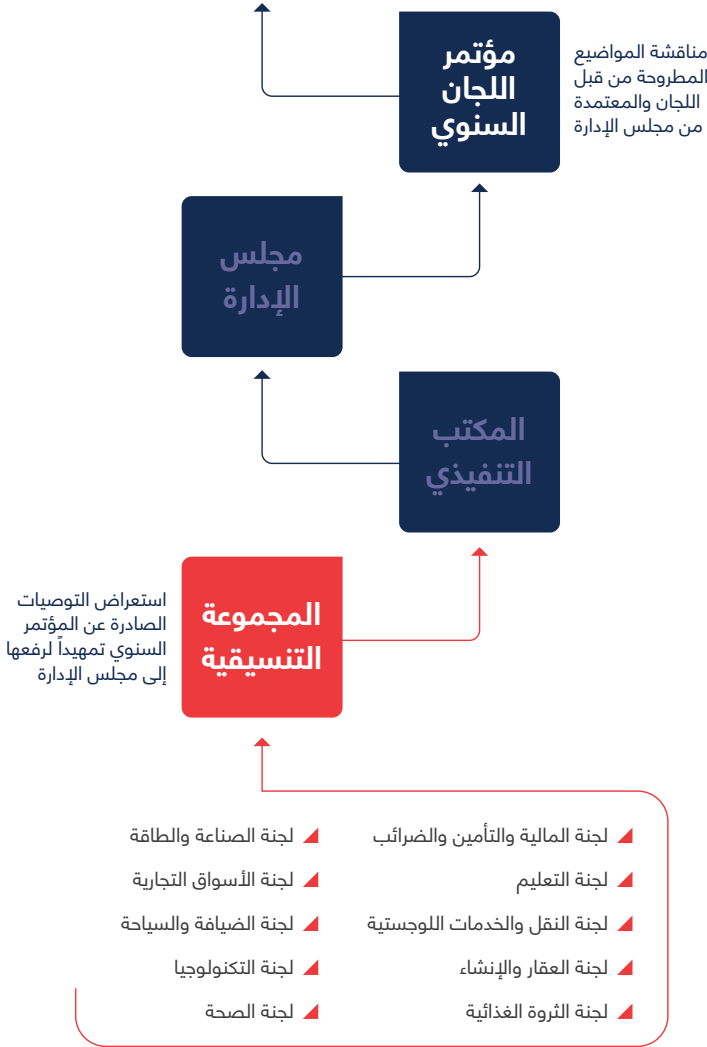 مؤتمر
اللجان
السنوي
مناقشة المواضيع
المطروحة من قبل
اللجان والمعتمدة
من مجلس الإدارة
مجلس
الإدارة
المكتب
التنفيذي
المجموعة
التنسيقية
استعراض التوصيات
الصادرة عن المؤتمر
السنوي تمهيداً لرفعها
إلى مجلس الإدارة
لجنة المالية والتأمين والضرائب
لجنة التعليم
لجنة النقل والخدمات اللوجستية
لجنة العقار والإنشاء
لجنة الثروة الغذائية
لجنة الصناعة والطاقة
لجنة الأسواق التجارية
لجنة الضيافة والسياحة
لجنة التكنولوجيا
لجنة الصحة